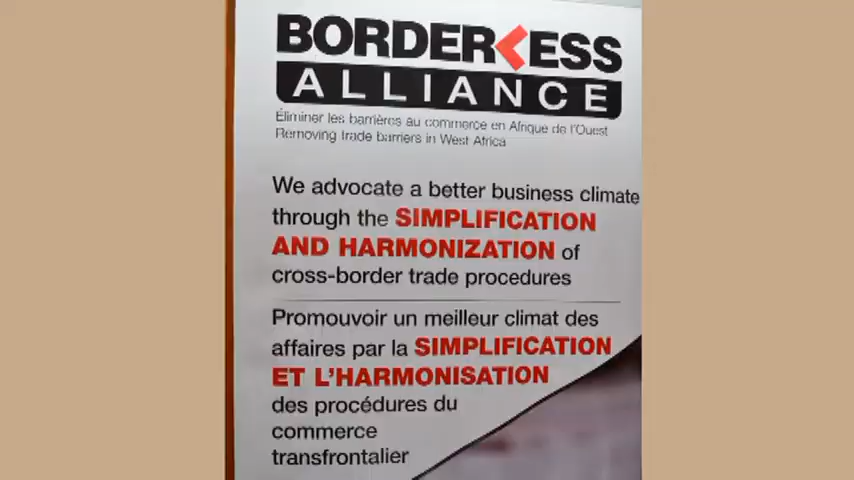 BORDERLESS
ALLIANCE
Éliminer les barrières au commerce en Afrique de l'Ouest
Removing trade barriers in West Africa
We advocate a better business climate
through the SIMPLIFICATION
AND HARMONIZATION of
cross-border trade procedures
Promouvoir un meilleur climat des
affaires par la SIMPLIFICATION
ET L'HARMONISATION
des procédures du
commerce
transfrontalier